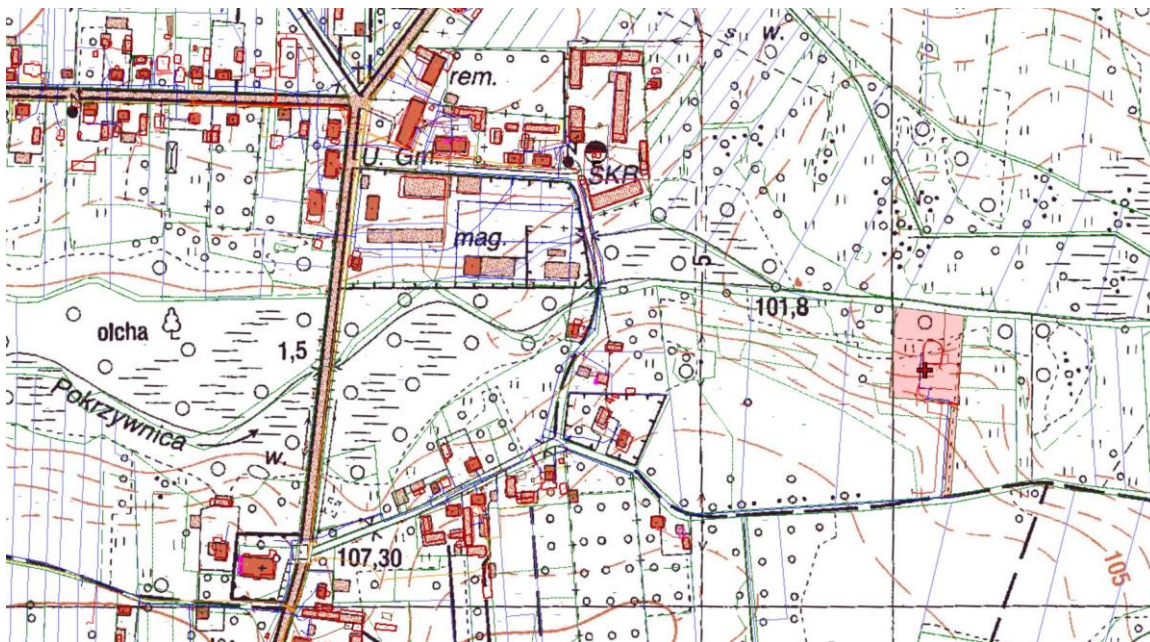 s w.
rem.
U. Gm.
SKR
mag.
5
101,8
olcha
1,5
Pokrzywnica
w.
107,30
105